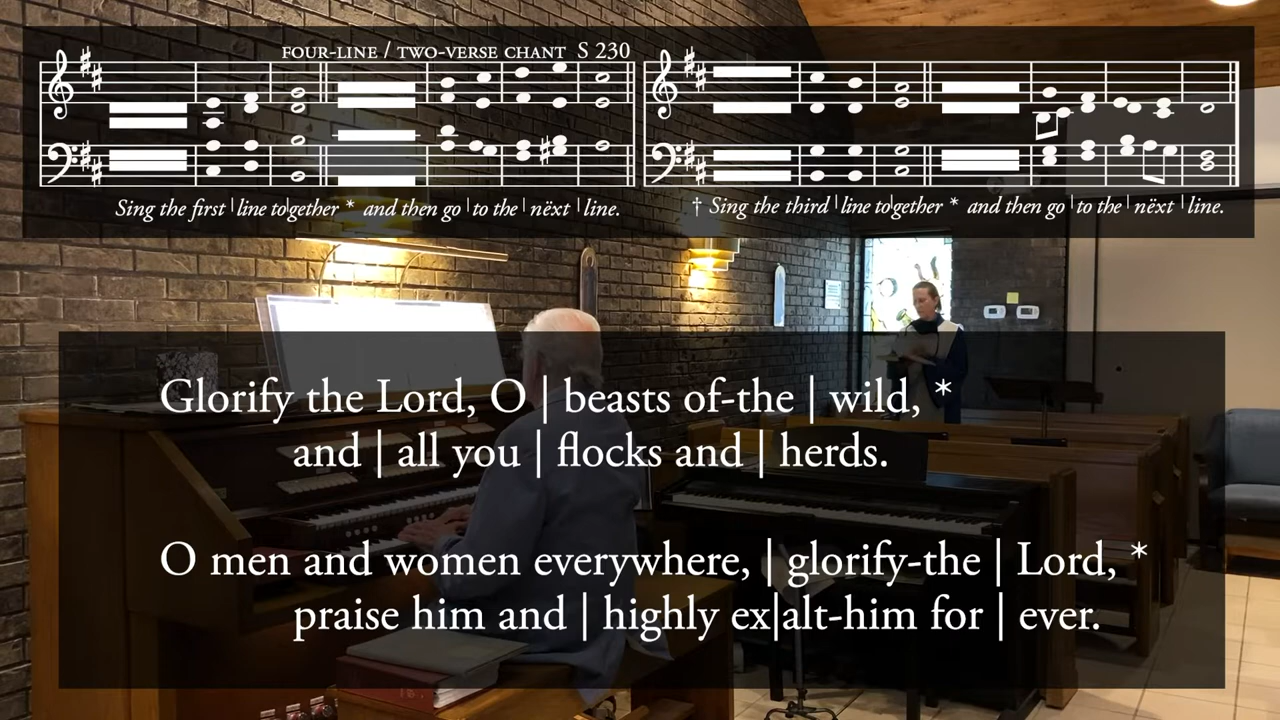 FOUR-LINE / TWO-VERSE CHANT S 230
Sing the first | line to|gether * and then go | to the | nëxt | line.
† Sing the third | line to|gether * and then go | to the | nëxt | line.
Glorify the Lord, O | beasts of-the | wild, *
and | all you | flocks and | herds.
O men and women everywhere, | glorify-the | Lord, *
praise him and | highly ex|alt-him for | ever.